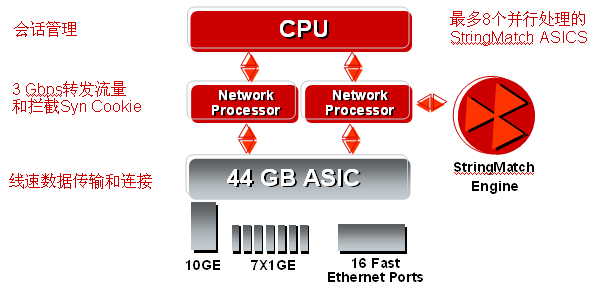 会话管理
CPU
最多8个并行处理的
StringMatch ASICS
3 Gbps转发流量
和拦截Syn Cookie
Network
Processor
Network
Processor
StringMatch
Engine
线速数据传输和连接
44 GB ASIC
10GE
7X1GE
16 Fast
Ethernet Ports